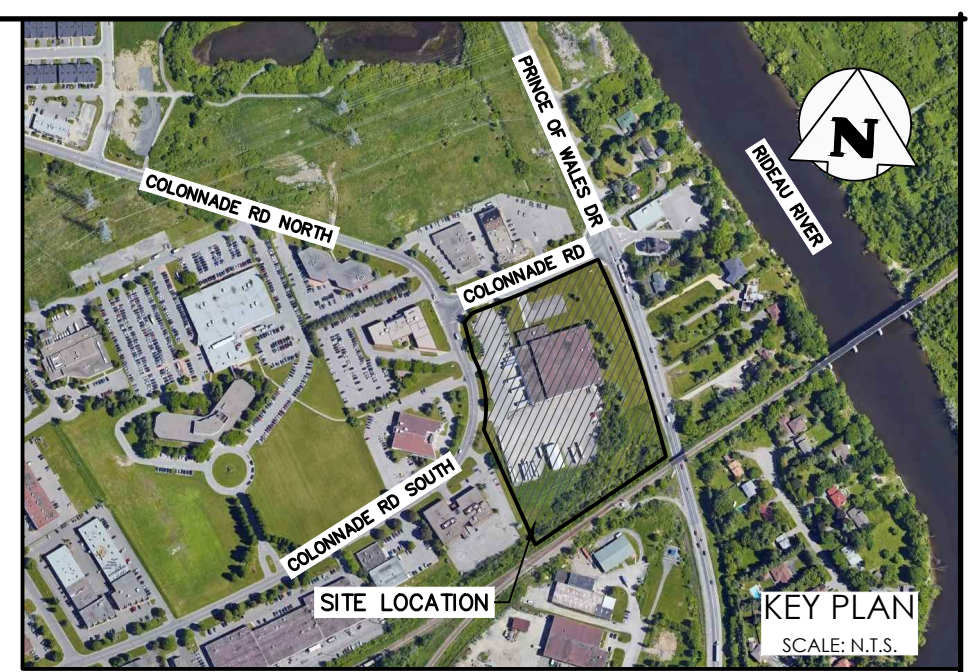 PRINCE OF WALES DR
N
RIDEAU RIVER
COLONNADE RD NORTH
COLONNADE RD
COLONNADE RD SOUTH
SITE LOCATION
KEY PLAN
SCALE: N.T.S.